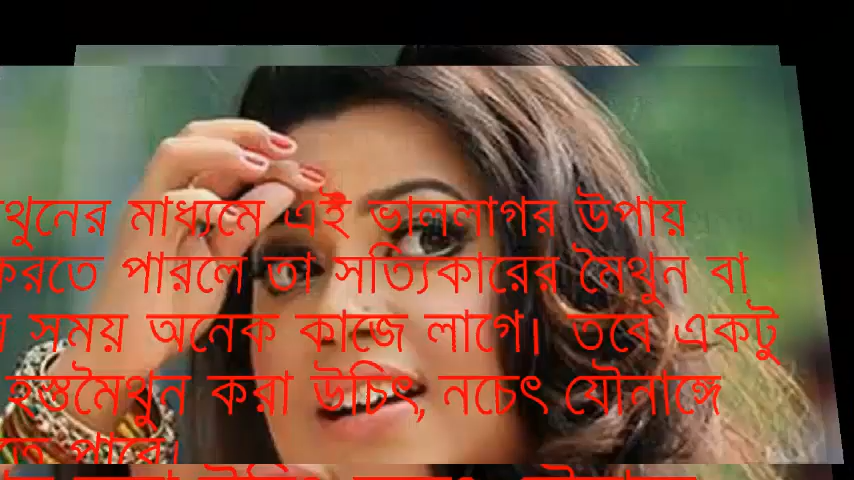 থুনের মাধ্যমে এই ভাললাগর উপায়
করতে পারলে তা সত্যিকারের মৈথুন বা
সময় অনেক কাজে লাগে। তবে একটু
হস্তমৈথুন করা উচিৎ, নচেৎ যৌনাঙ্গে
পারে।